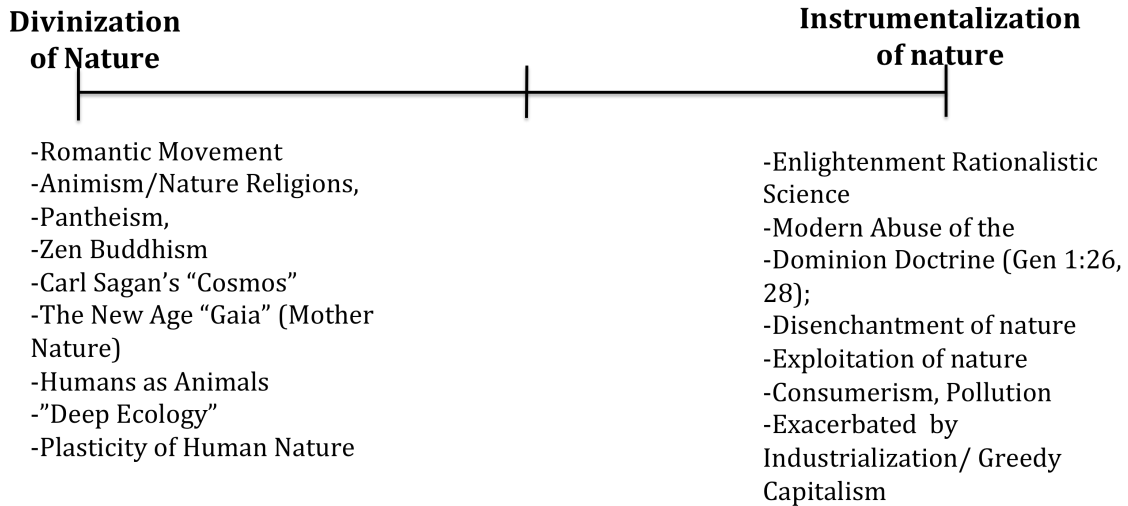 Divinization
of Nature
Instrumentalization
of nature
-Romantic Movement
-Animism/Nature Religions,
-Pantheism,
-Zen Buddhism
-Carl Sagan’s “Cosmos”
-The New Age “Gaia” (Mother
Nature)
-Humans as Animals
-”Deep Ecology”
-Plasticity of Human Nature
-Enlightenment Rationalistic
Science
-Modern Abuse of the
-Dominion Doctrine (Gen 1:26,
28);
-Disenchantment of nature
-Exploitation of nature
-Consumerism, Pollution
-Exacerbated by
Industrialization/ Greedy
Capitalism